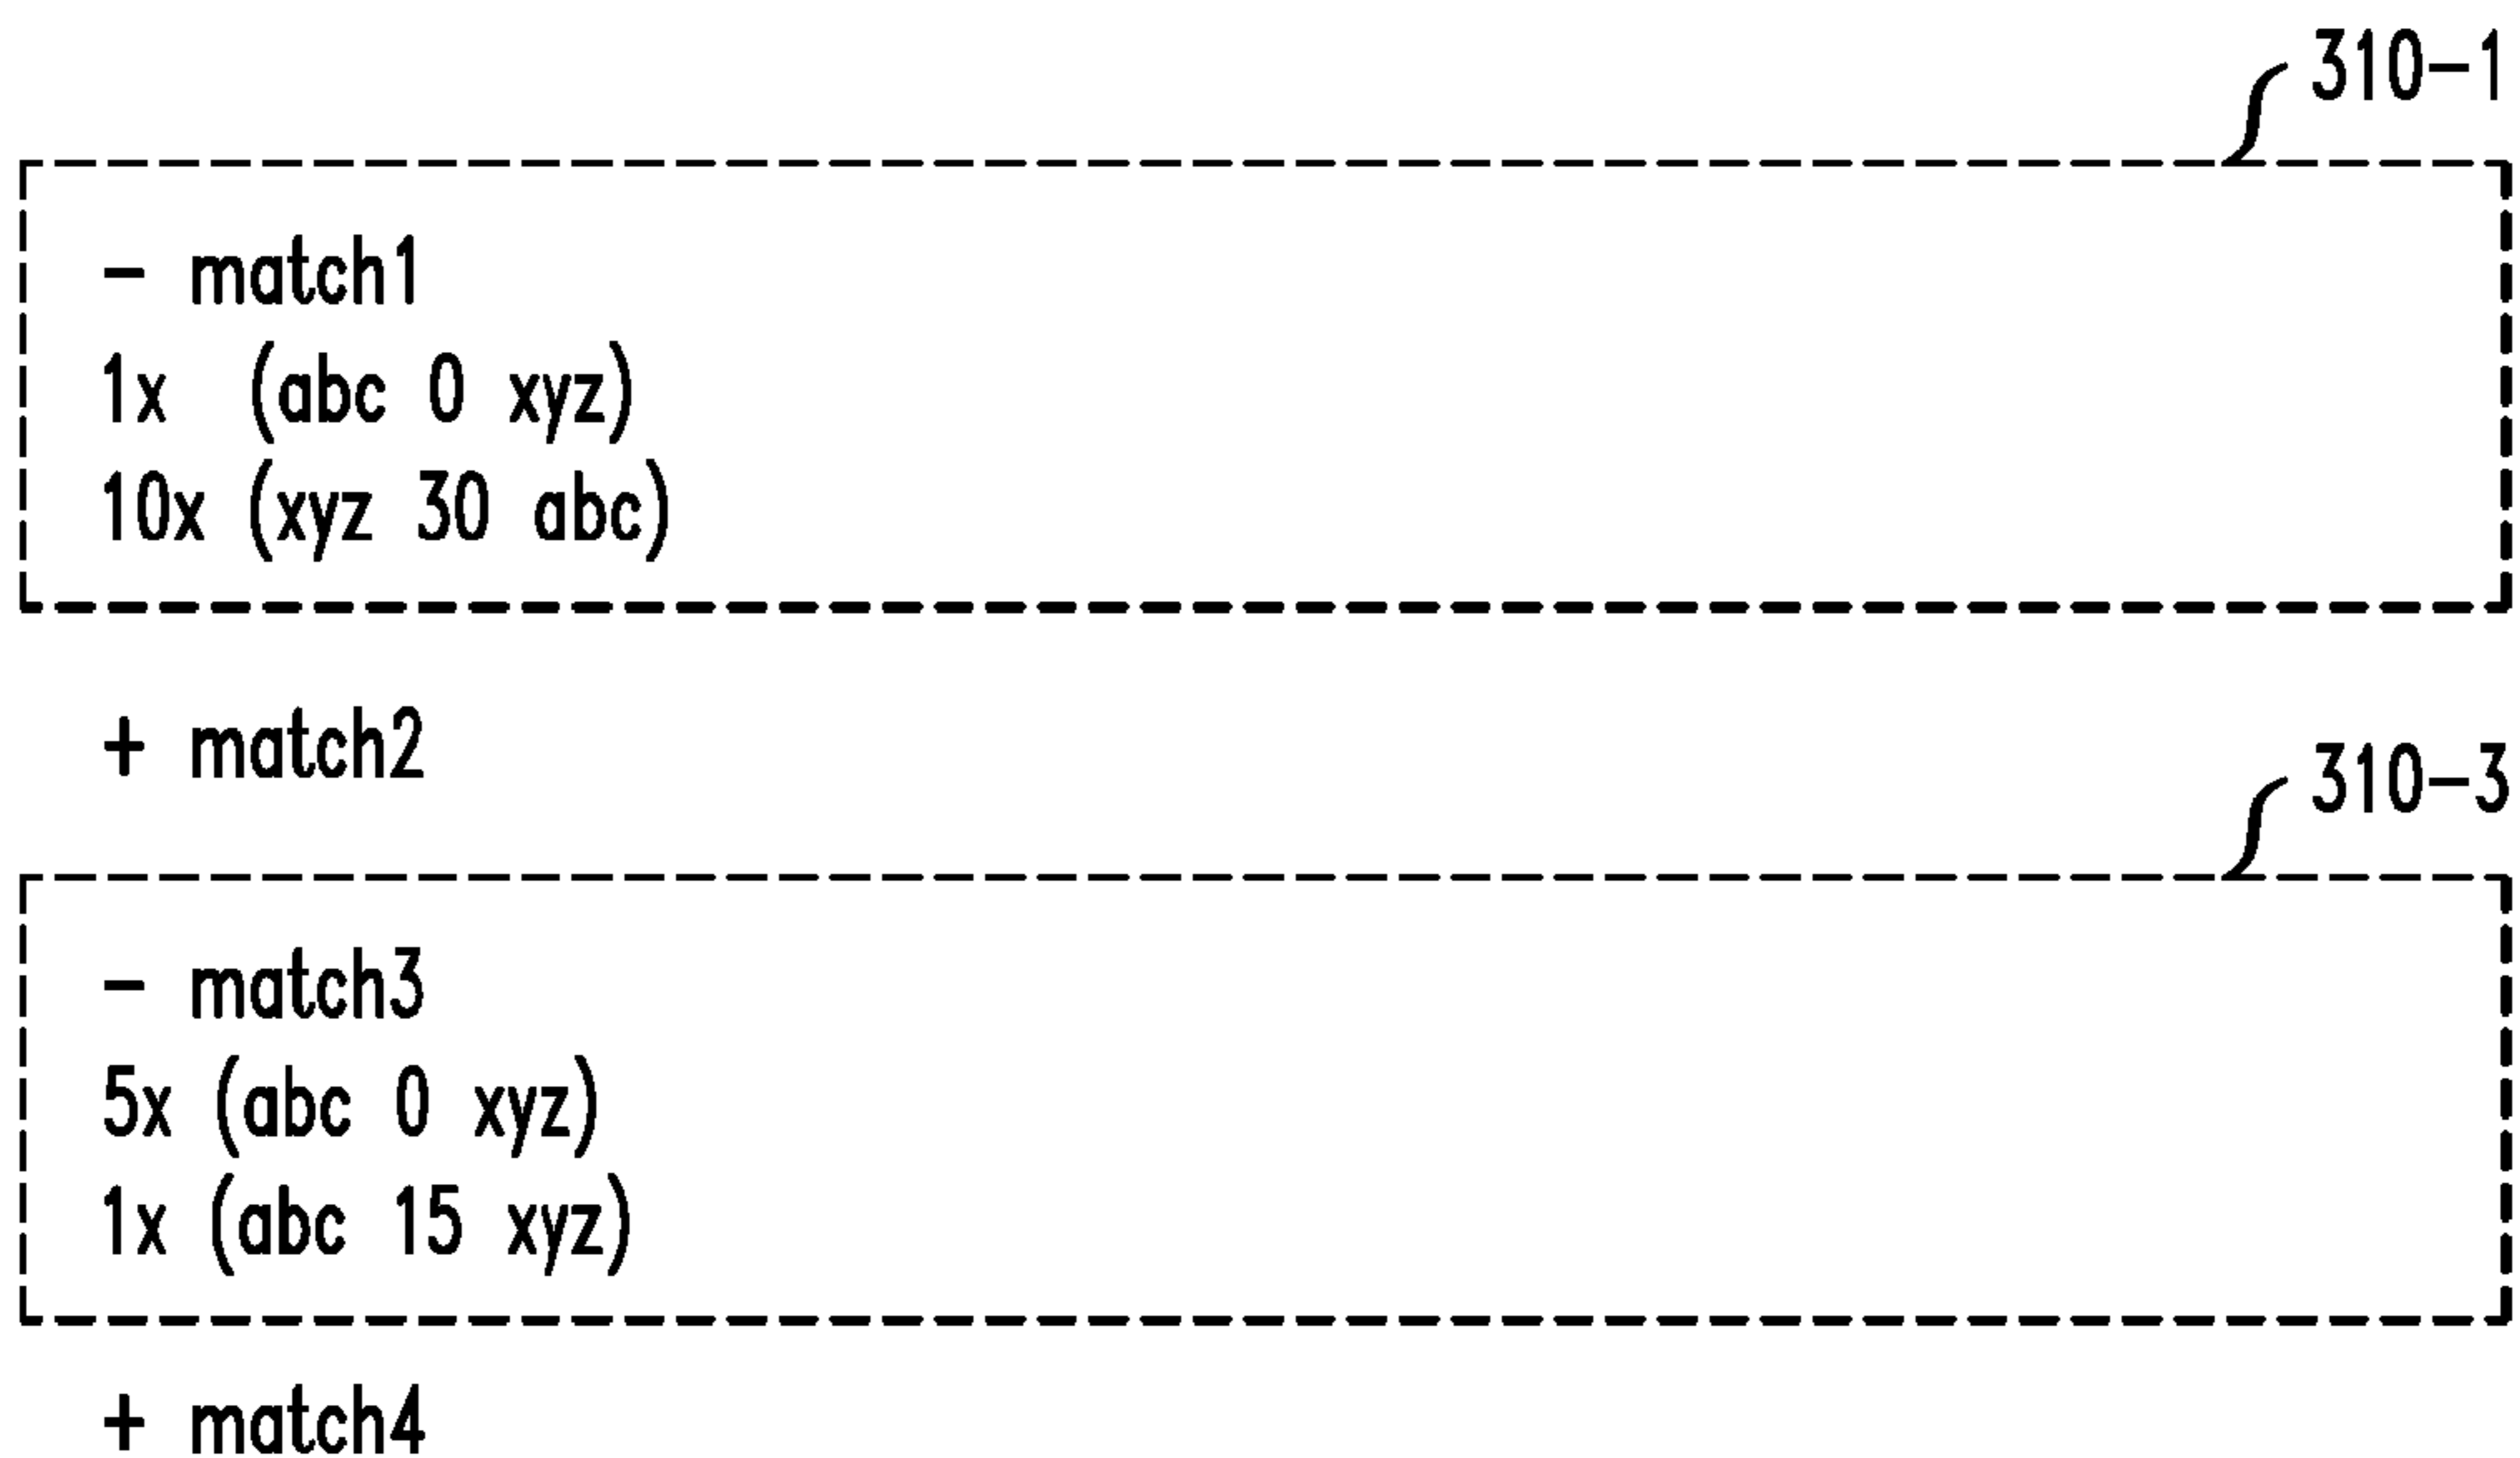 310-1
- match1
1x (abc 0 xyz)
10x (xyz 30 abc)
+ match2
310-3
- match3
5x (abc 0 xyz)
1x (abc 15 xyz)
+ match4